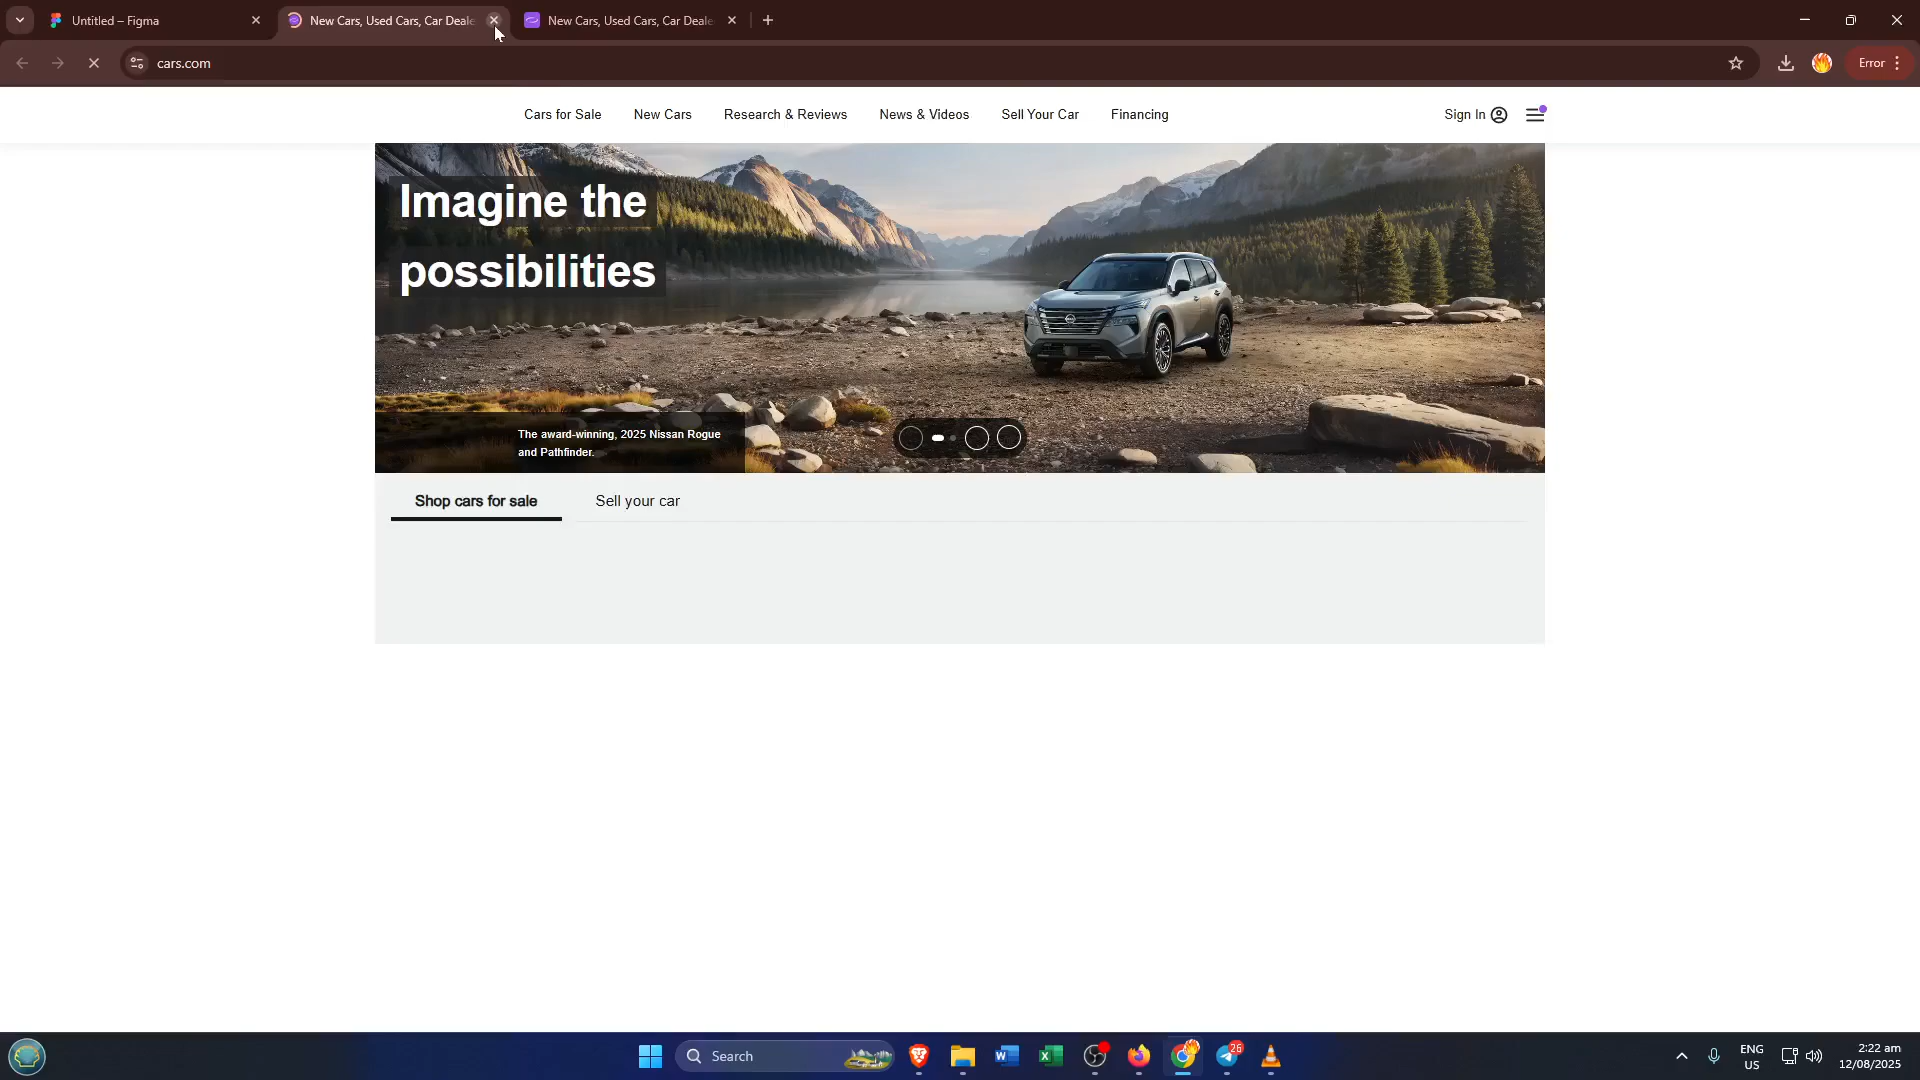 Untitled – Figma
New Cars, Used Cars, Car Deale
New Cars, Used Cars, Car Deale
cars.com
Error
Cars for Sale
New Cars
Research & Reviews
News & Videos
Sell Your Car
Financing
Sign In
Imagine the
possibilities
The award-winning, 2025 Nissan Rogue
and Pathfinder.
Shop cars for sale
Sell your car
Search
26
ENG
US
2:22 am
12/08/2025